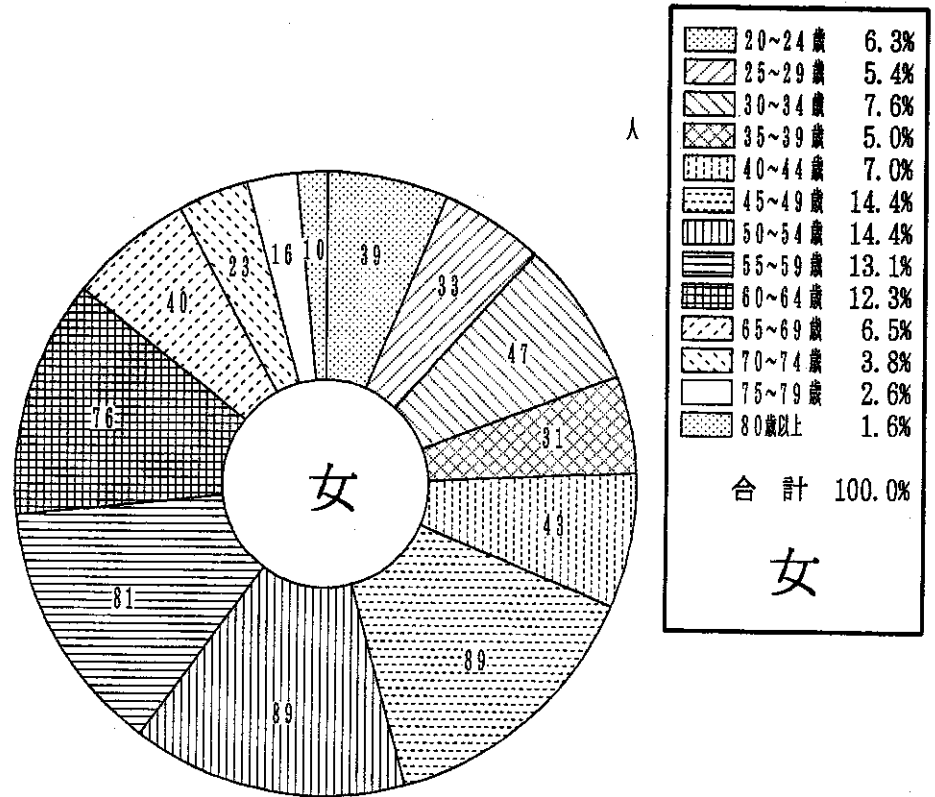 人
20~24歳 6.3%
25~29歳 5.4%
30~34歳 7.6%
35~39歳 5.0%
40~44歳 7.0%
45~49歳 14.4%
50~54歳 14.4%
55~59歳 13.1%
60~64歳 12.3%
65~69歳 6.5%
70~74歳 3.8%
75~79歳 2.6%
80歳以上 1.6%
合計 100.0%
女
39
33
47
31
43
89
89
81
76
40
23
16
10
女